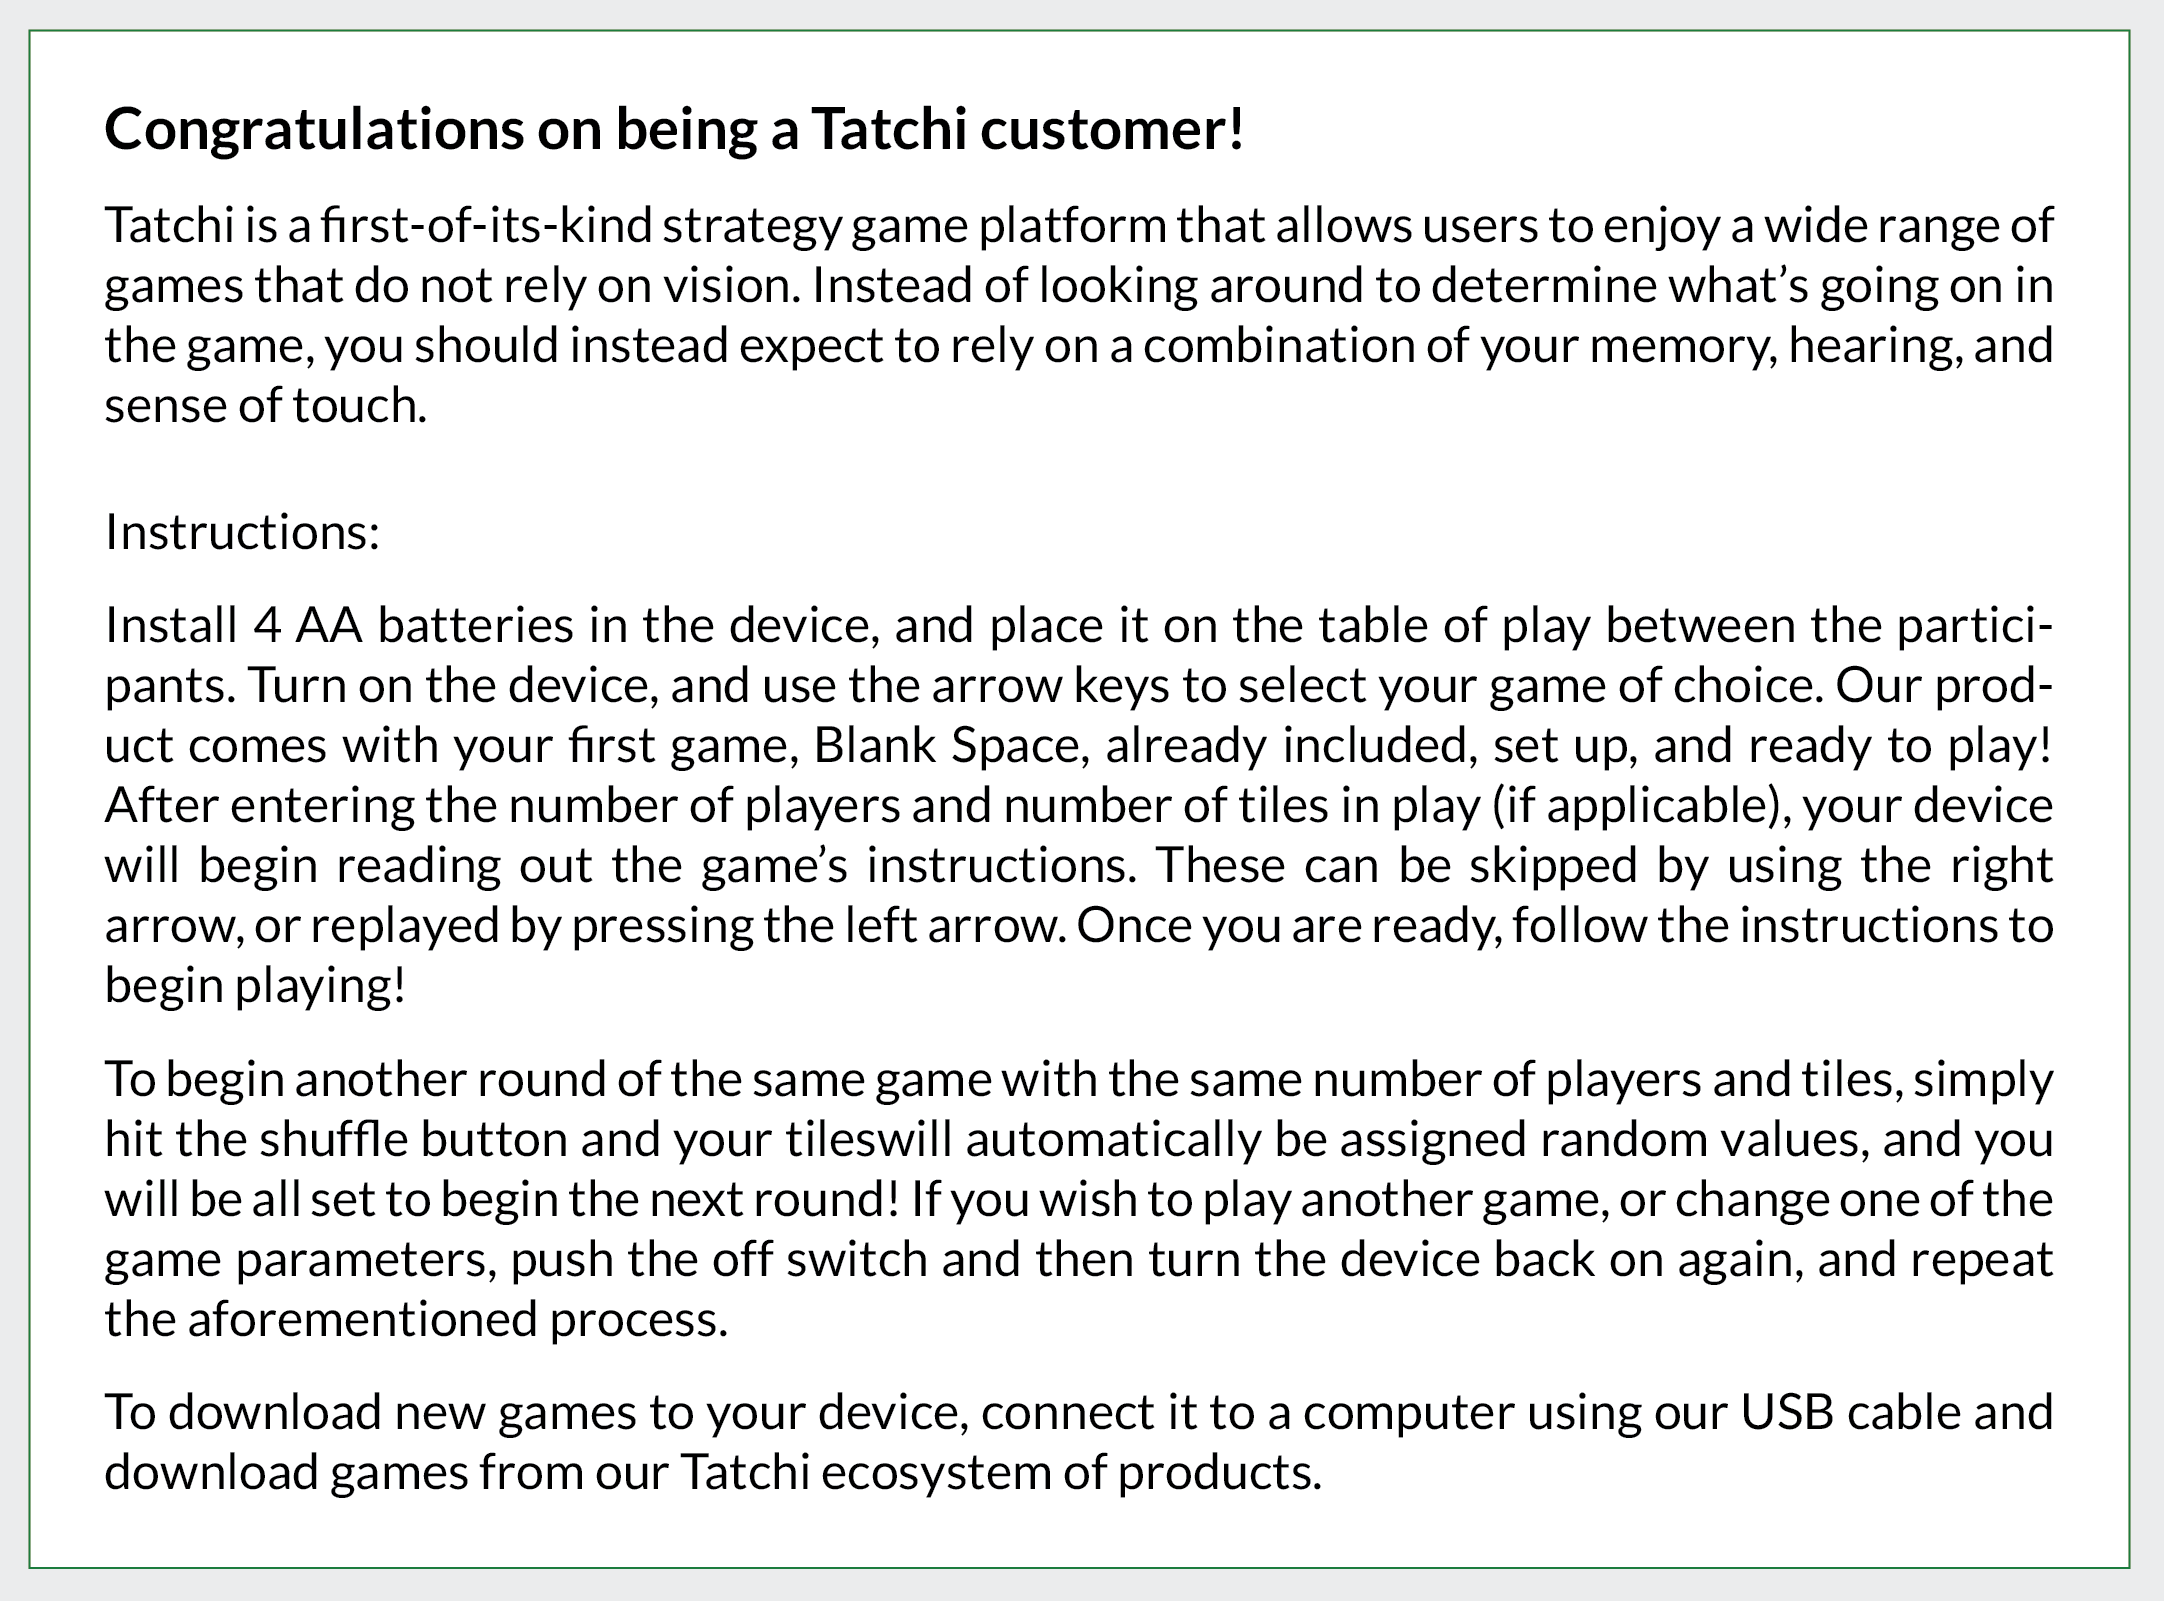 Congratulations on being a Tatchi customer!
Tatchi is a first-of-its-kind strategy game platform that allows users to enjoy a wide range of
games that do not rely on vision. Instead of looking around to determine what’s going on in
the game, you should instead expect to rely on a combination of your memory, hearing, and
sense of touch.
Instructions:
Install 4 AA batteries in the device, and place it on the table of play between the partici-
pants. Turn on the device, and use the arrow keys to select your game of choice. Our prod-
uct comes with your first game, Blank Space, already included, set up, and ready to play!
After entering the number of players and number of tiles in play (if applicable), your device
will begin reading out the game’s instructions. These can be skipped by using the right
arrow, or replayed by pressing the left arrow. Once you are ready, follow the instructions to
begin playing!
To begin another round of the same game with the same number of players and tiles, simply
hit the shuffle button and your tileswill automatically be assigned random values, and you
will be all set to begin the next round! If you wish to play another game, or change one of the
game parameters, push the off switch and then turn the device back on again, and repeat
the aforementioned process.
To download new games to your device, connect it to a computer using our USB cable and
download games from our Tatchi ecosystem of products.